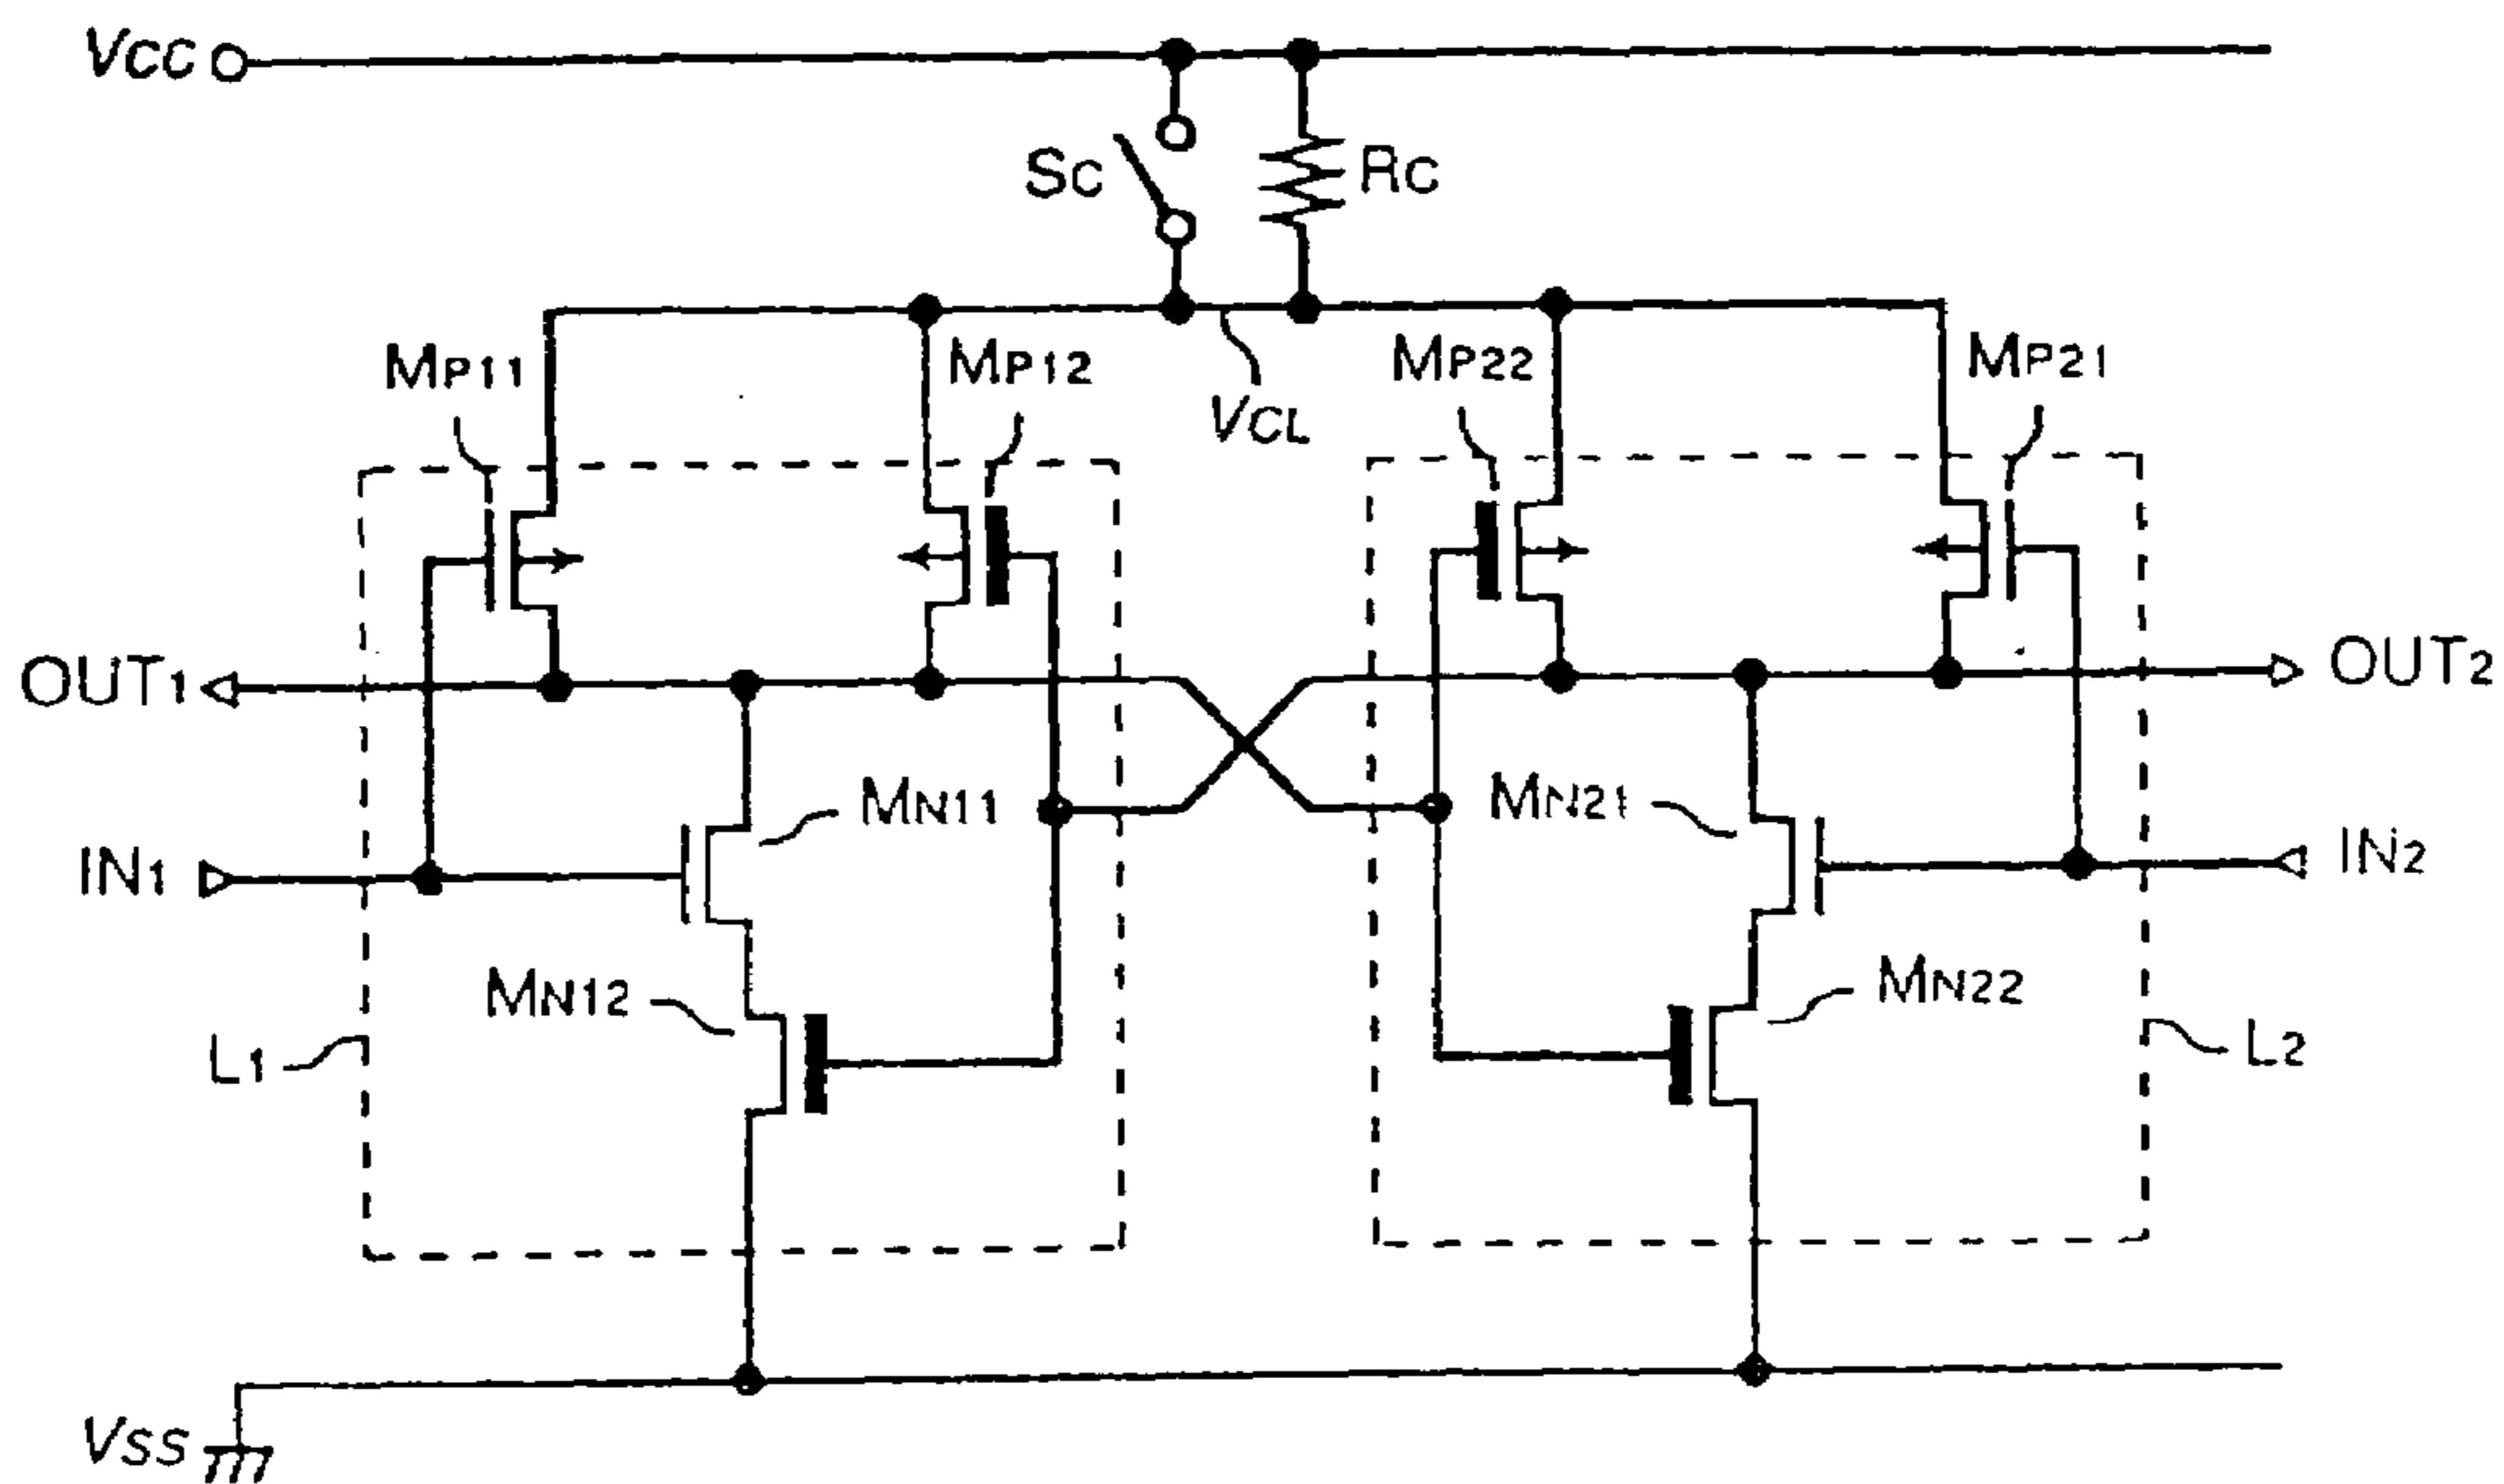 VCC
SC
RC
MP11
MP12
VCL
MP22
MP21
OUT1
OUT2
MN11
MN21
IN1
IN2
MN12
MN22
L1
L2
VSS